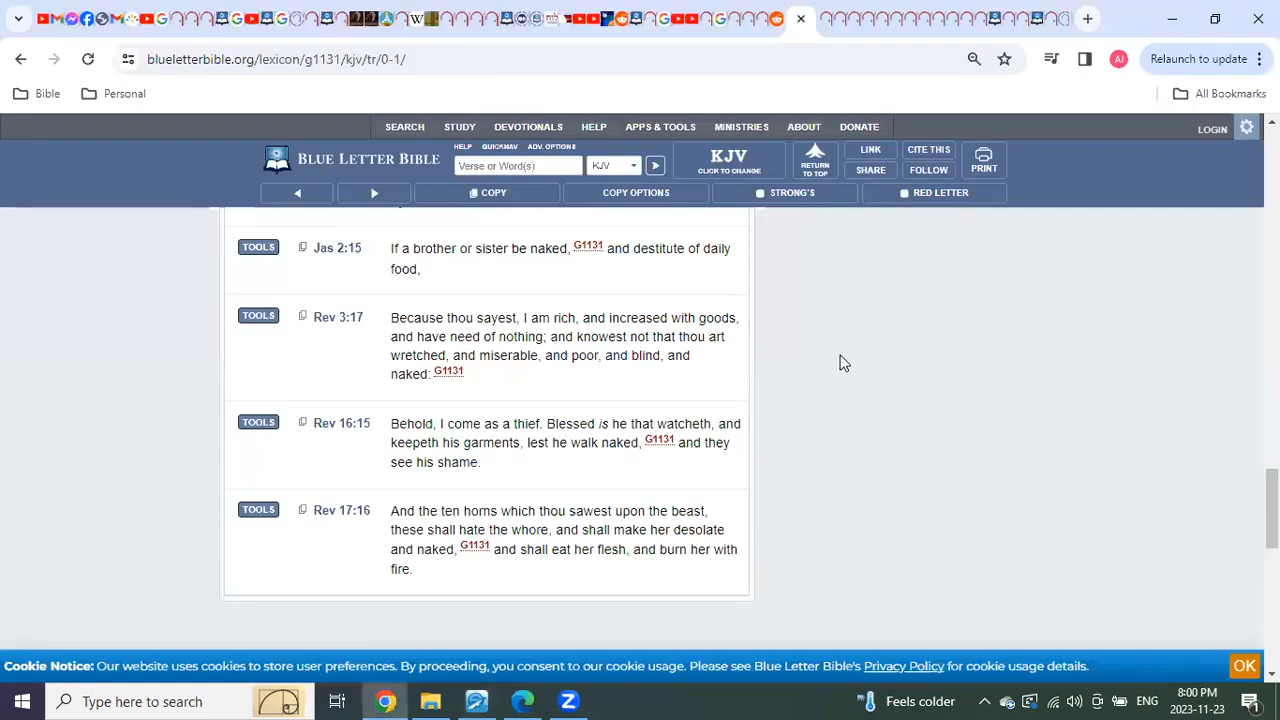 blueletterbible.org/lexicon/g1131/kjv/tr/0-1/
AI
Relaunch to update
Bible
Personal
All Bookmarks
SEARCH STUDY DEVOTIONALS HELP APPS & TOOLS MINISTRIES ABOUT DONATE
LOGIN
BLUE LETTER BIBLE
HELP QUICKNAV ADV. OPTIONS
Verse or Word(s)
KJV
KJV
CLICK TO CHANGE
RETURN TO TOP
LINK
CITE THIS
SHARE
FOLLOW
PRINT
COPY
COPY OPTIONS
STRONG'S
RED LETTER
TOOLS Jas 2:15 If a brother or sister be naked, G1131 and destitute of daily
food,
TOOLS Rev 3:17 Because thou sayest, I am rich, and increased with goods,
and have need of nothing; and knowest not that thou art
wretched, and miserable, and poor, and blind, and
naked: G1131
TOOLS Rev 16:15 Behold, I come as a thief. Blessed is he that watcheth, and
keepeth his garments, lest he walk naked, G1131 and they
see his shame.
TOOLS Rev 17:16 And the ten horns which thou sawest upon the beast,
these shall hate the whore, and shall make her desolate
and naked, G1131 and shall eat her flesh, and burn her with
fire.
Cookie Notice: Our website uses cookies to store user preferences. By proceeding, you consent to our cookie usage. Please see Blue Letter Bible's Privacy Policy for cookie usage details.
OK
Type here to search
Feels colder
ENG
8:00 PM
2023-11-23
1